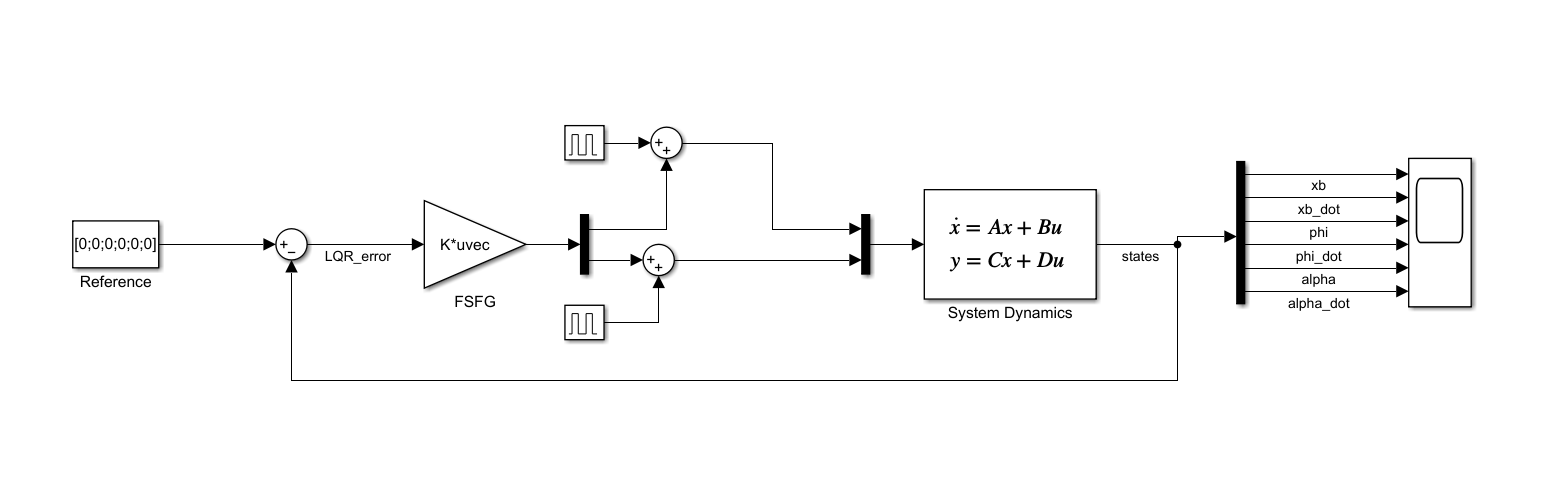 [0;0;0;0;0;0]
Reference
+
−
LQR_error
K*uvec
FSFG
+
+
+
+
ẋ = Ax + Bu
y = Cx + Du
System Dynamics
states
xb
xb_dot
phi
phi_dot
alpha
alpha_dot